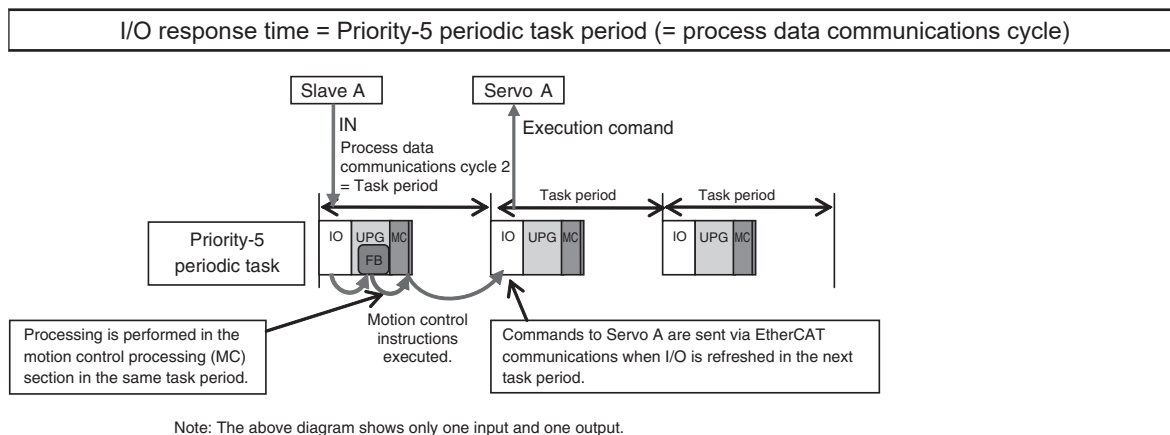 I/O response time = Priority-5 periodic task period (= process data communications cycle)
Slave A
Servo A
IN
Execution comand
Process data
communications cycle 2
= Task period
Task period
Task period
Priority-5
periodic task
IO
UPG
MC
FB
IO
UPG
MC
IO
UPG
MC
Processing is performed in the
motion control processing (MC)
section in the same task period.
Motion control
instructions
executed.
Commands to Servo A are sent via EtherCAT
communications when I/O is refreshed in the next
task period.
Note: The above diagram shows only one input and one output.